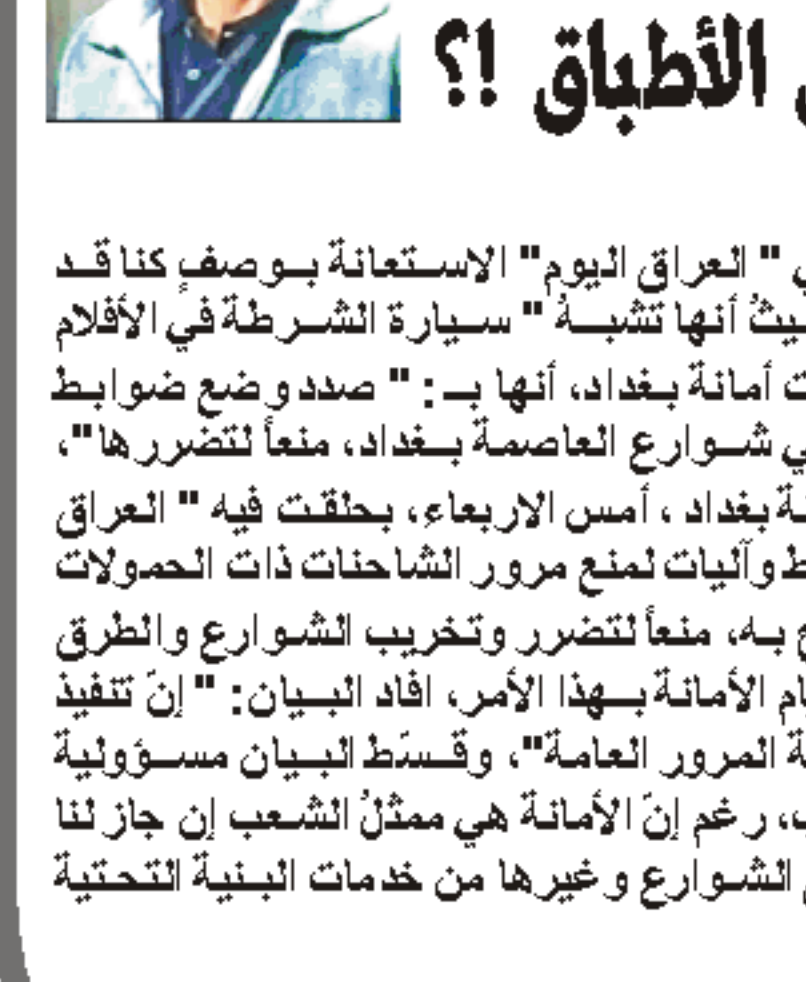 الأطباق !؟
" العراق اليوم" الاستعانة بوصفٍ كنا قد
أنها تشبهُ " سيارة الشرطة في الأفلام
أمانة بغداد، أنها بـ : " صدد وضع ضوابط
شوارع العاصمة بغداد، منعاً لتضررها"،
بغداد ، أمس الاربعاء، بحلقت فيه " العراق
وآليات لمنع مرور الشاحنات ذات الحمولات
به، منعاً لتضرر وتخريب الشوارع والطرق
الأمانة بهذا الأمر، افاد البيان: " إنّ تنفيذ
المرور العامة"، وقسّط البيان مسؤولية
رغم إنّ الأمانة هي ممثلُ الشعب إن جاز لنا
الشوارع وغيرها من خدمات البنية التحتية